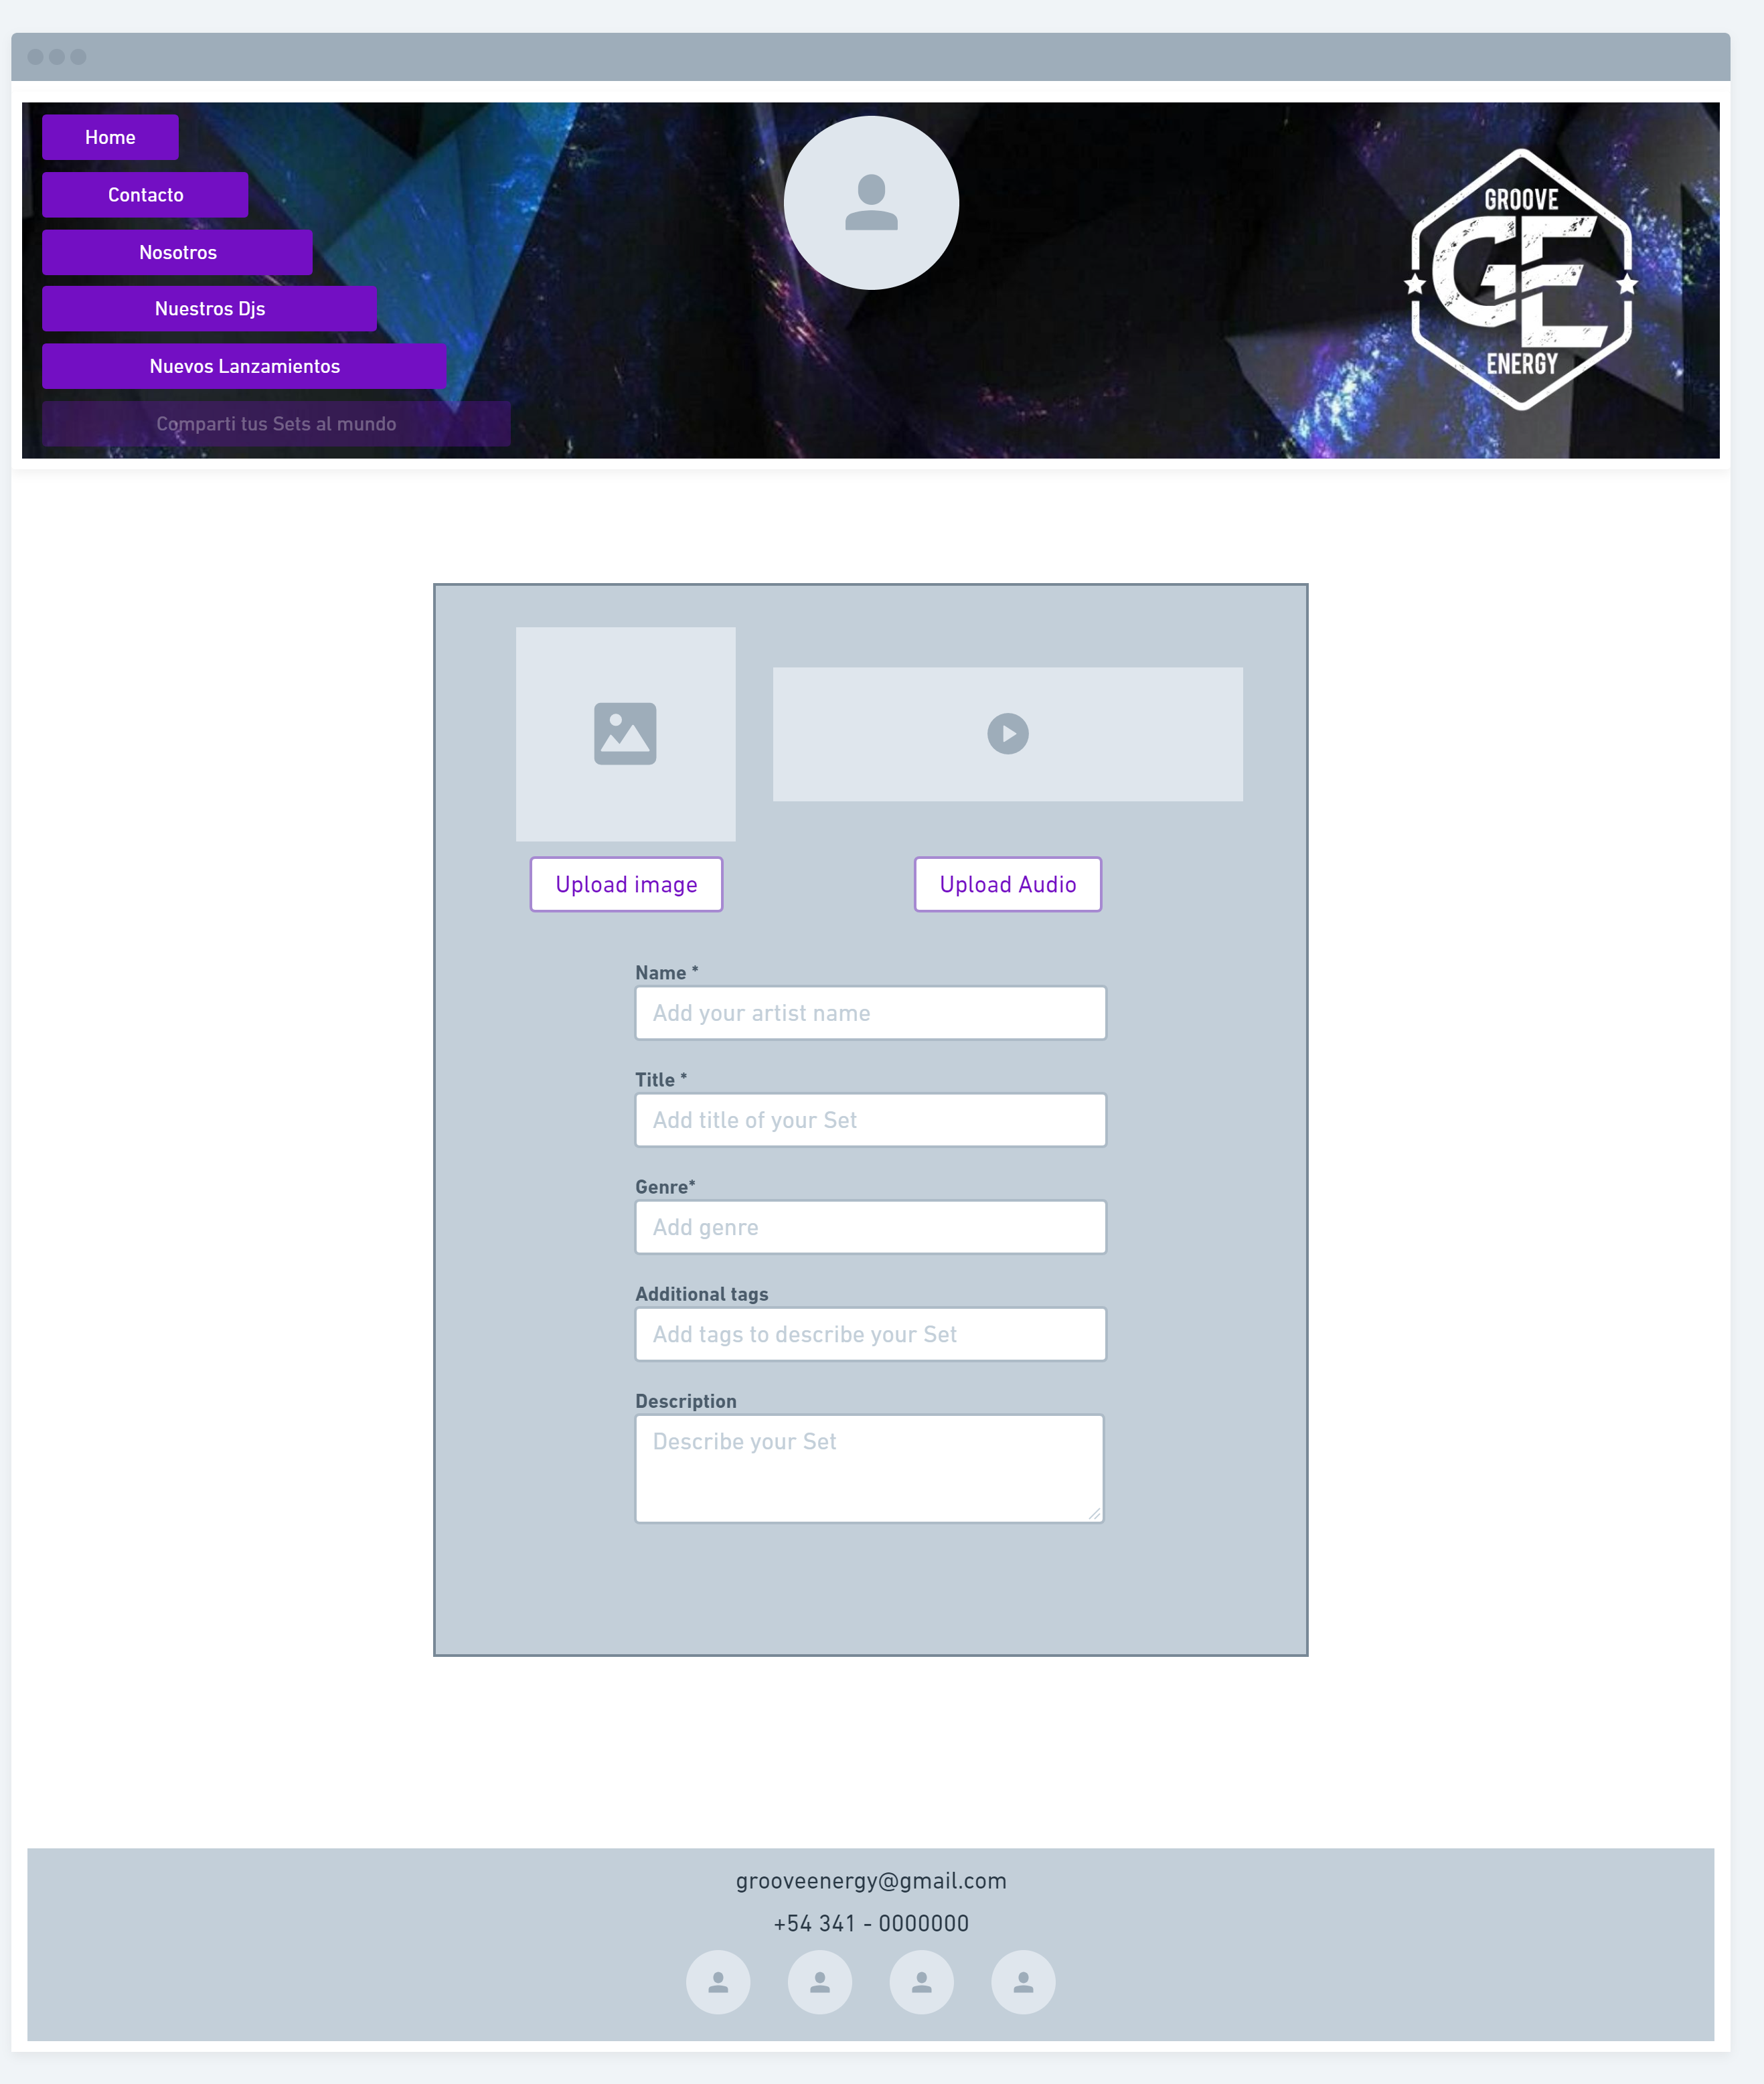 Home
Contacto
Nosotros
Nuestros Djs
Nuevos Lanzamientos
Comparti tus Sets al mundo
GROOVE
GE
ENERGY
Upload image
Upload Audio
Name *
Add your artist name
Title *
Add title of your Set
Genre*
Add genre
Additional tags
Add tags to describe your Set
Description
Describe your Set
grooveenergy@gmail.com
+54 341 - 0000000